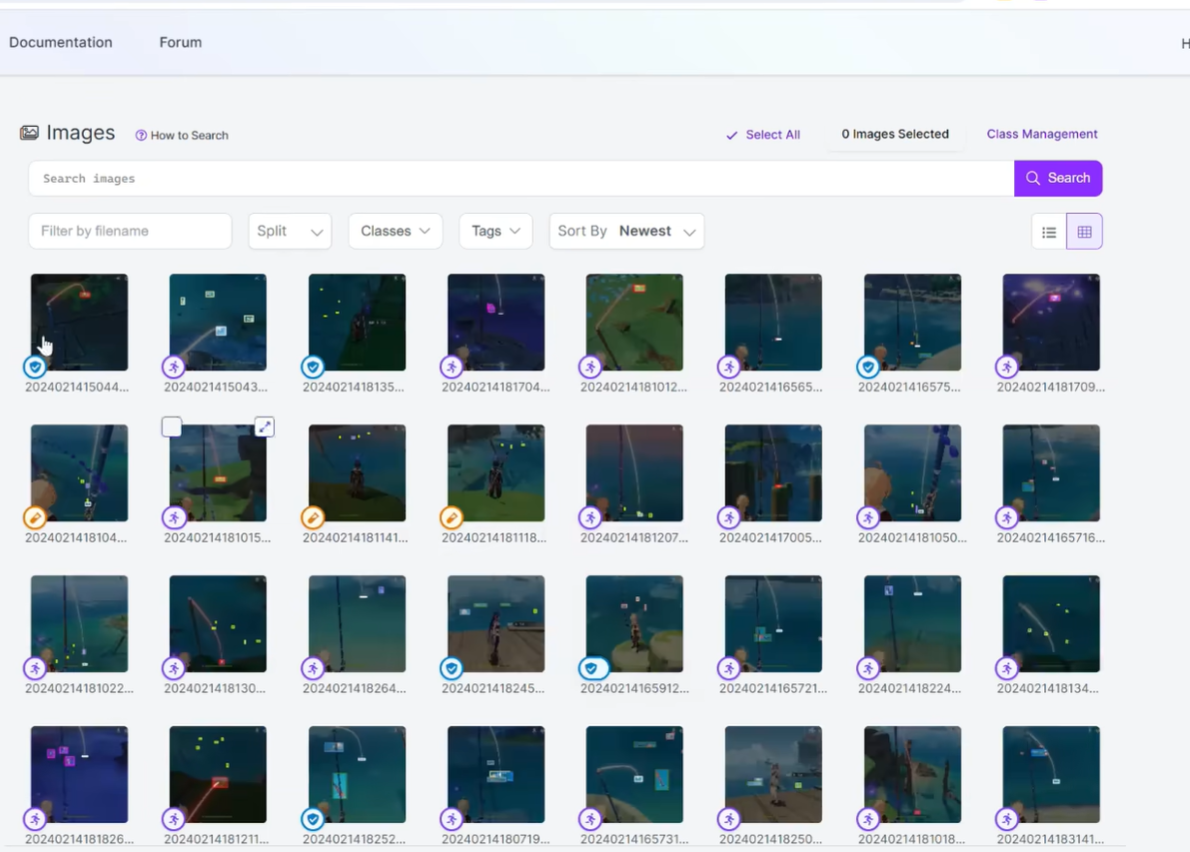 Documentation Forum H
Images How to Search Select All 0 Images Selected Class Management
Search images Search
Filter by filename Split Classes Tags Sort By Newest
2024021415044... 2024021415043... 2024021418135... 20240214181704... 20240214181012... 2024021416565... 2024021416575... 20240214181709...
2024021418104... 20240214181015... 20240214181141... 20240214181118... 20240214181207... 2024021417005... 20240214181050... 20240214165716...
20240214181022... 2024021418130... 2024021418264... 2024021418245... 20240214165912... 20240214165721... 2024021418224... 2024021418134...
20240214181826... 20240214181211... 2024021418252... 20240214180719... 20240214165731... 2024021418250... 20240214181018... 20240214183141...